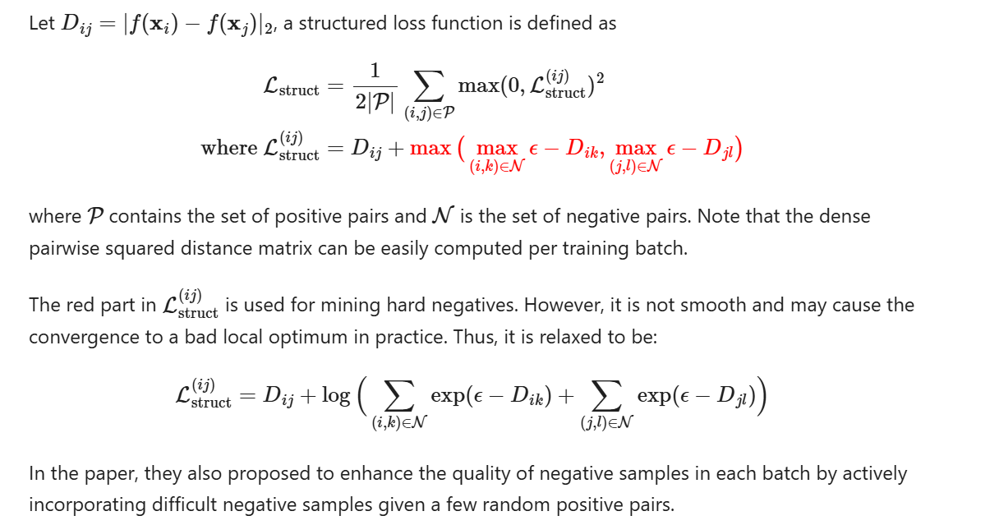 Let $D_{ij} = |f(\mathbf{x}_i) - f(\mathbf{x}_j)|_2$, a structured loss function is defined as
$\mathcal{L}_{\text{struct}} = \frac{1}{2|\mathcal{P}|} \sum_{(i,j)\in\mathcal{P}} \max(0, \mathcal{L}_{\text{struct}}^{(ij)})^2$
$\text{where } \mathcal{L}_{\text{struct}}^{(ij)} = D_{ij} + \max\big(\max_{(i,k)\in\mathcal{N}} \epsilon - D_{ik}, \max_{(j,l)\in\mathcal{N}} \epsilon - D_{jl}\big)$
where $\mathcal{P}$ contains the set of positive pairs and $\mathcal{N}$ is the set of negative pairs. Note that the dense
pairwise squared distance matrix can be easily computed per training batch.
The red part in $\mathcal{L}_{\text{struct}}^{(ij)}$ is used for mining hard negatives. However, it is not smooth and may cause the
convergence to a bad local optimum in practice. Thus, it is relaxed to be:
$\mathcal{L}_{\text{struct}}^{(ij)} = D_{ij} + \log\Big(\sum_{(i,k)\in\mathcal{N}} \exp(\epsilon - D_{ik}) + \sum_{(j,l)\in\mathcal{N}} \exp(\epsilon - D_{jl})\Big)$
In the paper, they also proposed to enhance the quality of negative samples in each batch by actively
incorporating difficult negative samples given a few random positive pairs.